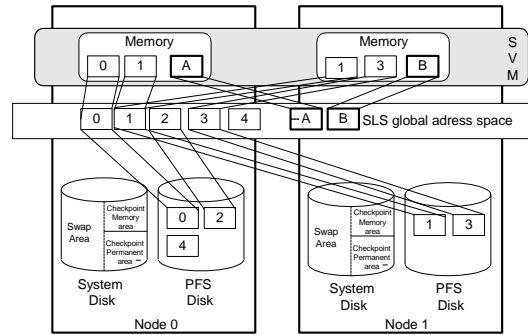 Memory
Memory
S
V
M
0 1 A
1 3 B
0 1 2 3 4 A B SLS global adress space
Swap
Area
Checkpoint
Memory
area
Checkpoint
Permanent
area
0 2
4
Swap
Area
Checkpoint
Memory
area
Checkpoint
Permanent
area
1 3
System
Disk
PFS
Disk
System
Disk
PFS
Disk
Node 0
Node 1